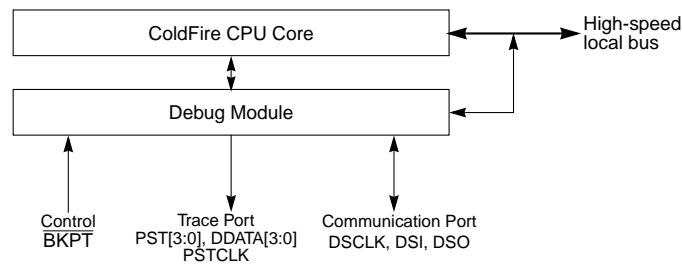 ColdFire CPU Core
High-speed
local bus
Debug Module
Control
BKPT
Trace Port
PST[3:0], DDATA[3:0]
PSTCLK
Communication Port
DSCLK, DSI, DSO